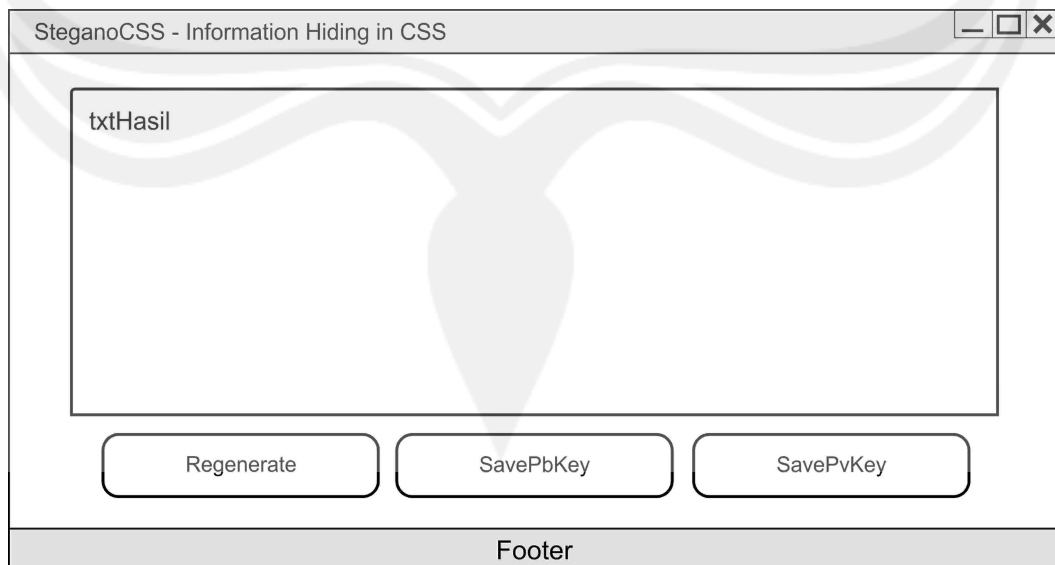 SteganoCSS - Information Hiding in CSS
txtHasil
Regenerate SavePbKey SavePvKey
Footer